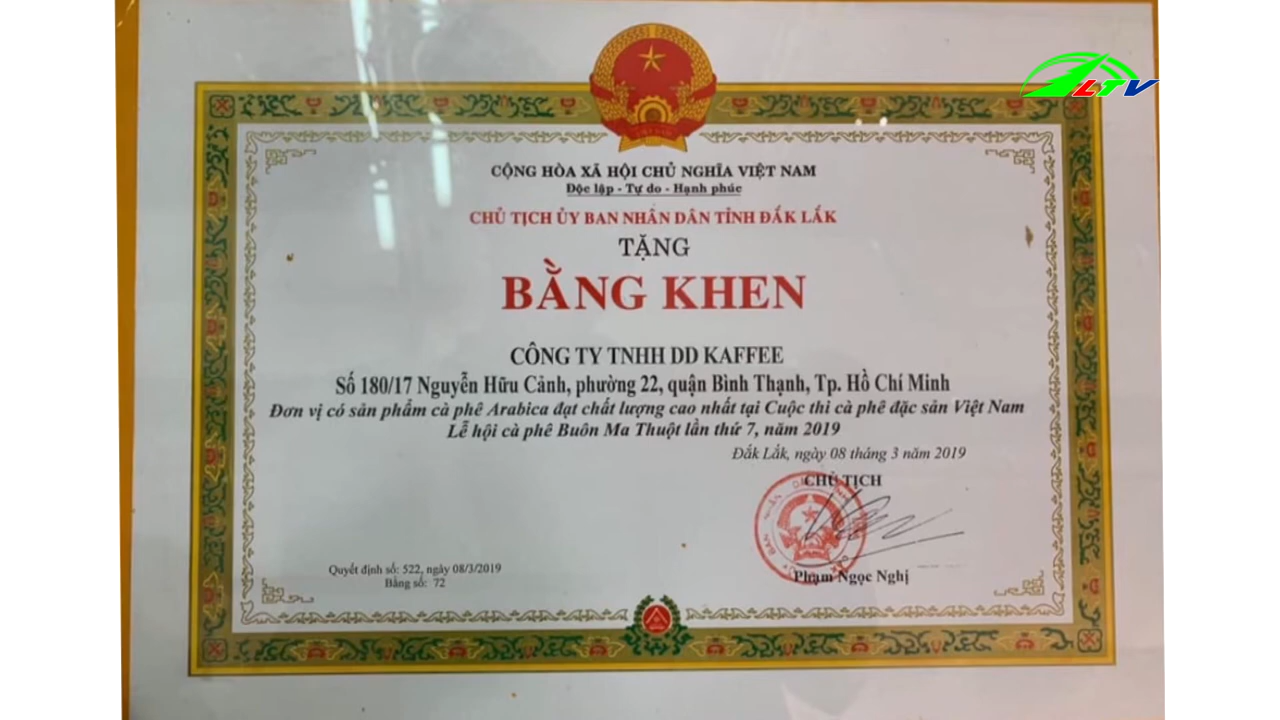 LTV
VIỆT NAM
CỘNG HÒA XÃ HỘI CHỦ NGHĨA VIỆT NAM
Độc lập - Tự do - Hạnh phúc
CHỦ TỊCH ỦY BAN NHÂN DÂN TỈNH ĐẮK LẮK
TẶNG
BẰNG KHEN
CÔNG TY TNHH DD KAFFEE
Số 180/17 Nguyễn Hữu Cảnh, phường 22, quận Bình Thạnh, Tp. Hồ Chí Minh
Đơn vị có sản phẩm cà phê Arabica đạt chất lượng cao nhất tại Cuộc thi cà phê đặc sản Việt Nam
Lễ hội cà phê Buôn Ma Thuột lần thứ 7, năm 2019
Đắk Lắk, ngày 08 tháng 3 năm 2019
CHỦ TỊCH
Phạm Ngọc Nghị
Quyết định số: 522, ngày 08/3/2019
Bằng số: 72